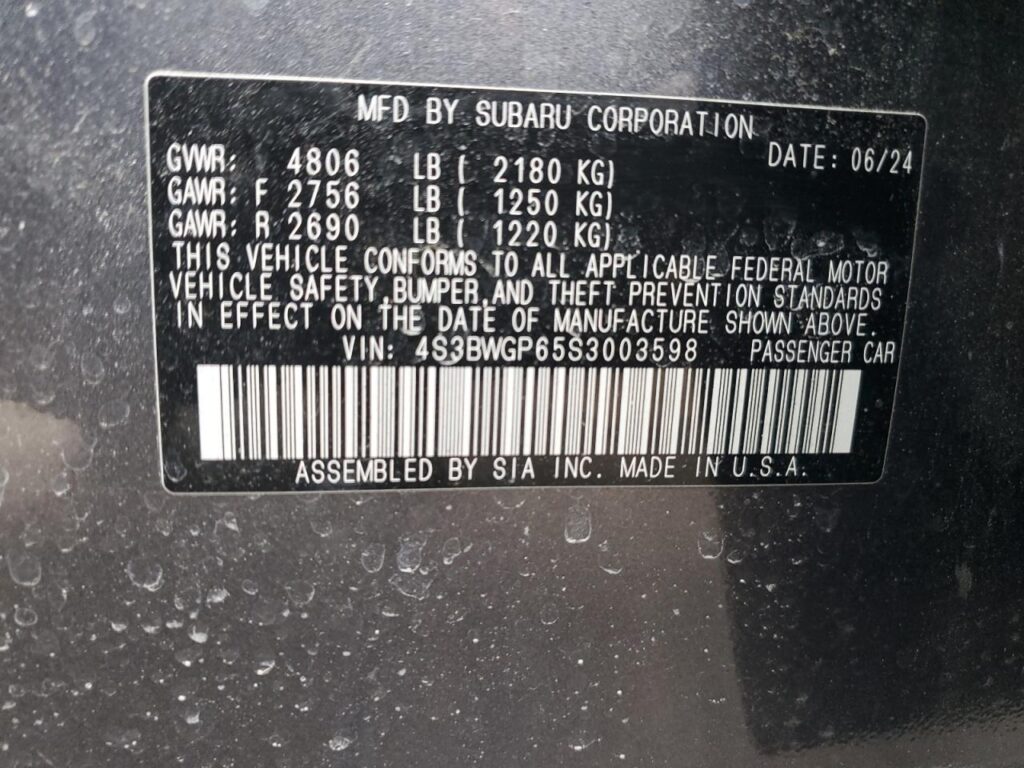 MFD BY SUBARU CORPORATION
DATE: 06/24
GVWR: 4806 LB ( 2180 KG)
GAWR: F 2756 LB ( 1250 KG)
GAWR: R 2690 LB ( 1220 KG)
THIS VEHICLE CONFORMS TO ALL APPLICABLE FEDERAL MOTOR
VEHICLE SAFETY,BUMPER,AND THEFT PREVENTION STANDARDS
IN EFFECT ON THE DATE OF MANUFACTURE SHOWN ABOVE.
VIN: 4S3BWGP65S3003598 PASSENGER CAR
ASSEMBLED BY SIA INC. MADE IN U.S.A.